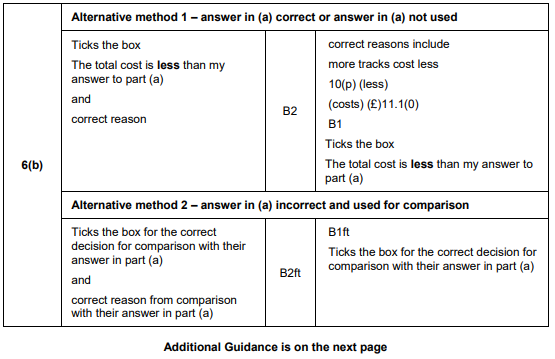 Alternative method 1 – answer in (a) correct or answer in (a) not used
6(b)
Ticks the box
The total cost is less than my
answer to part (a)
and
correct reason
B2
correct reasons include
more tracks cost less
10(p) (less)
(costs) (£)11.1(0)
B1
Ticks the box
The total cost is less than my answer to
part (a)
Alternative method 2 – answer in (a) incorrect and used for comparison
Ticks the box for the correct
decision for comparison with their
answer in part (a)
and
correct reason from comparison
with their answer in part (a)
B2ft
B1ft
Ticks the box for the correct decision for
comparison with their answer in part (a)
Additional Guidance is on the next page